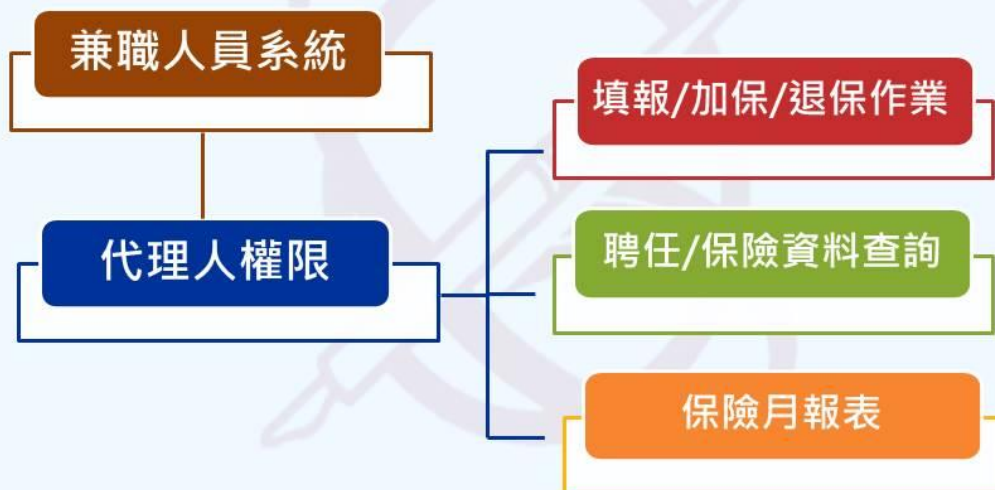 兼職人員系統
代理人權限
填報/加保/退保作業
聘任/保險資料查詢
保險月報表